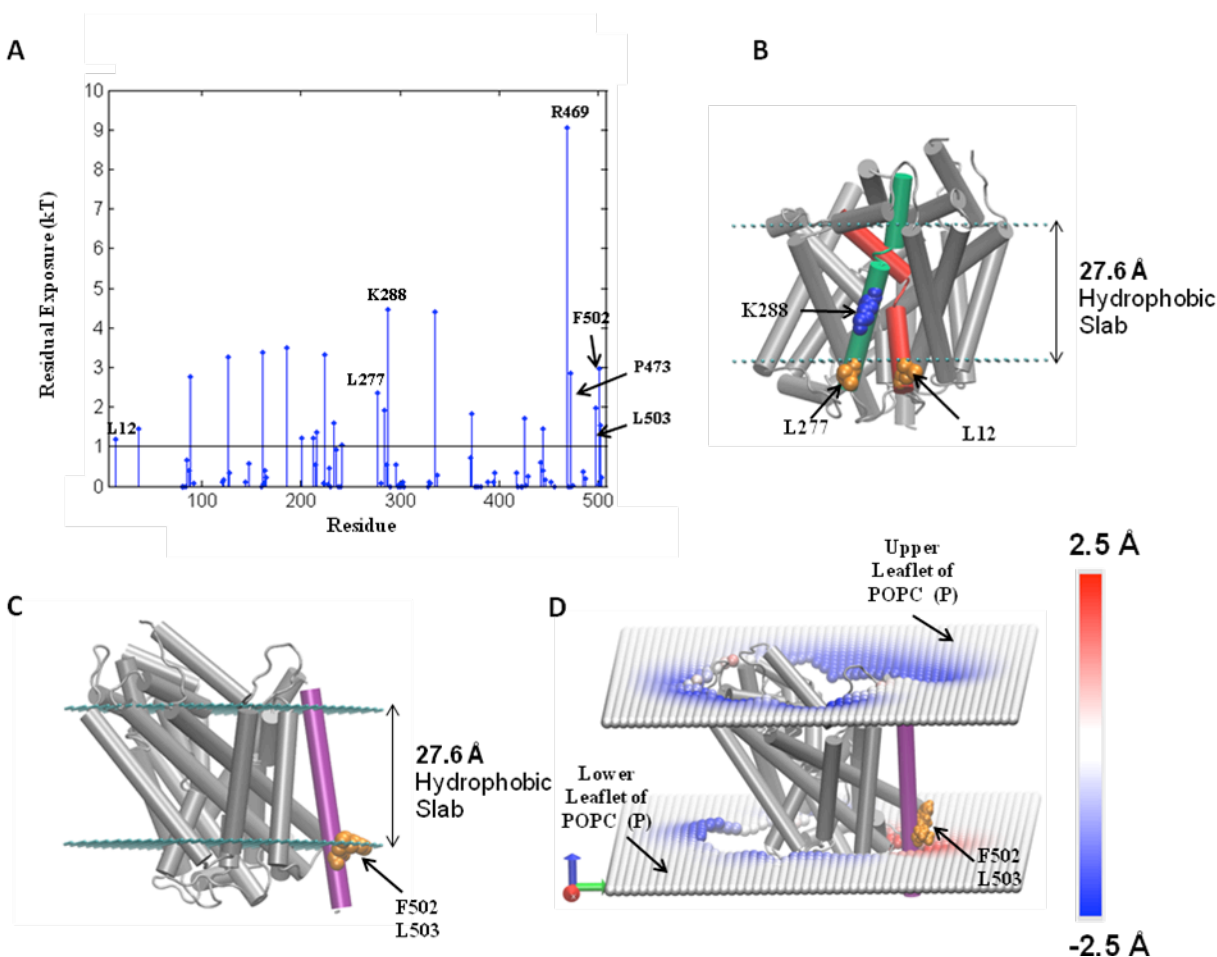 A
B
10
9
8
7
6
5
4
3
2
1
0
100
200
300
400
500
Residual Exposure (kT)
Residue
R469
K288
F502
P473
L277
L503
L12
K288
L277
L12
27.6 Å
Hydrophobic
Slab
C
27.6 Å
Hydrophobic
Slab
F502
L503
D
Upper
Leaflet of
POPC (P)
Lower
Leaflet of
POPC (P)
F502
L503
2.5 Å
-2.5 Å